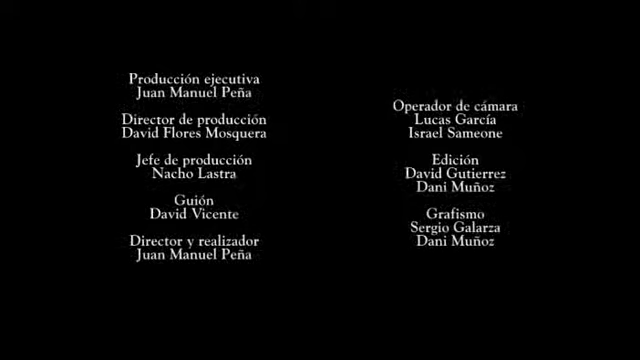 Producción ejecutiva
Juan Manuel Peña
Director de producción
David Flores Mosquera
Jefe de producción
Nacho Lastra
Guión
David Vicente
Director y realizador
Juan Manuel Peña
Operador de cámara
Lucas García
Israel Sameone
Edición
David Gutierrez
Dani Muñoz
Grafismo
Sergio Galarza
Dani Muñoz